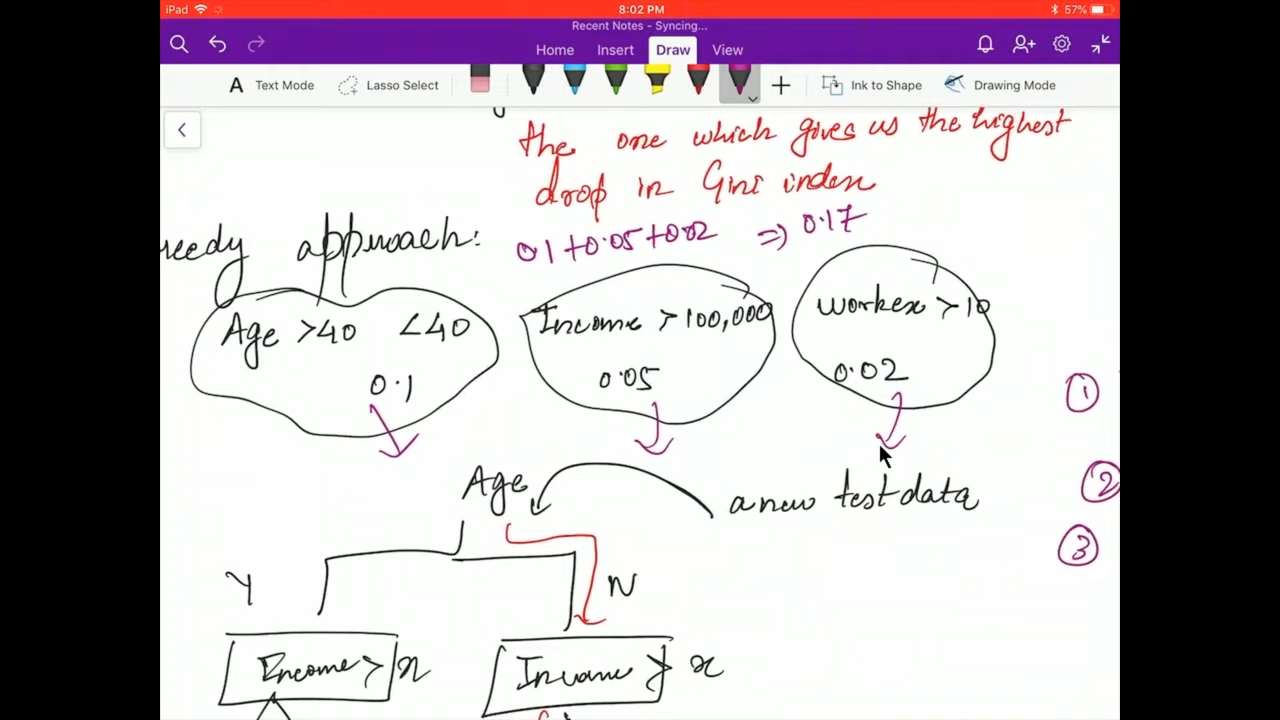 iPad 8:02 PM 57%
Recent Notes - Syncing...
Home Insert Draw View
A Text Mode Lasso Select + Ink to Shape Drawing Mode
the one which gives us the highest
drop in Gini index
reedy approach: 0.1+0.05+0.02 => 0.17
Age >40 <40 Income > 100,000 workex > 10
0.1 0.05 0.02
1
Age a new test data 2
3
Y N
Income > x Income > x